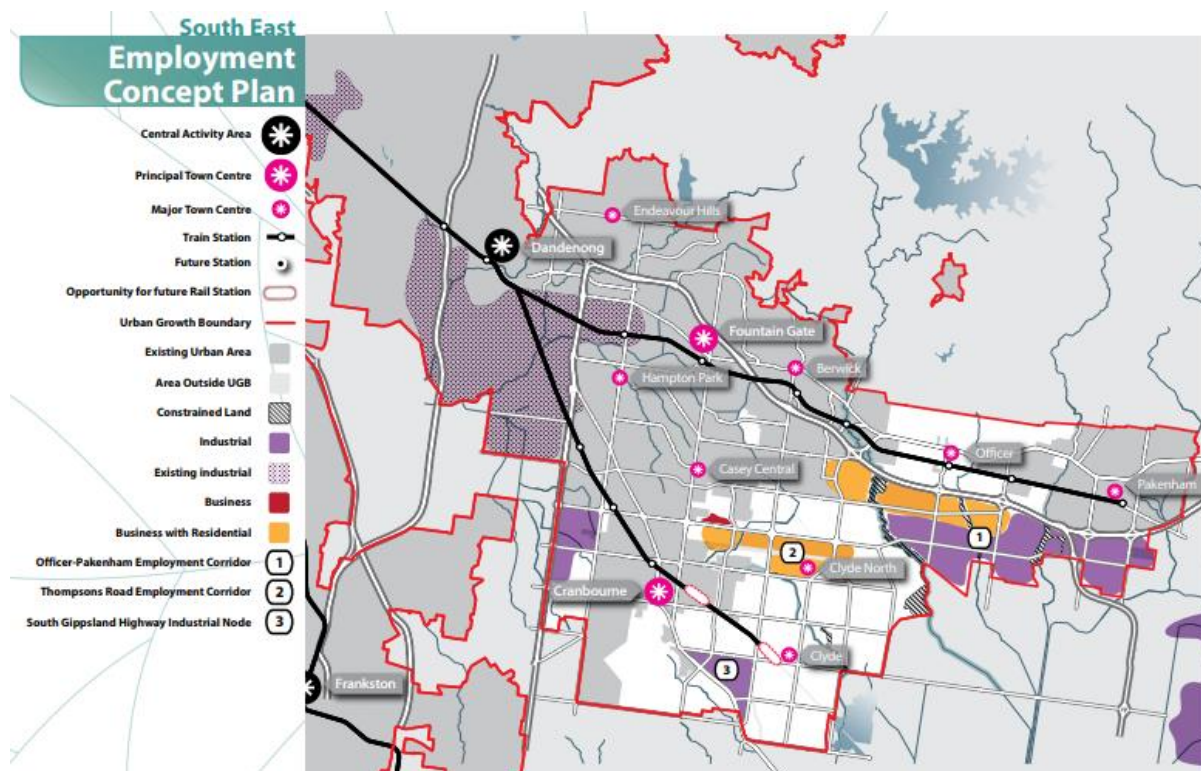 South East
Employment
Concept Plan
Central Activity Area
Principal Town Centre
Major Town Centre
Train Station
Future Station
Opportunity for future Rail Station
Urban Growth Boundary
Existing Urban Area
Area Outside UGB
Constrained Land
Industrial
Existing industrial
Business
Business with Residential
Officer-Pakenham Employment Corridor 1
Thompsons Road Employment Corridor 2
South Gippsland Highway Industrial Node 3
Endeavour Hills
Dandenong
Fountain Gate
Berwick
Hampton Park
Officer
Casey Central
Pakenham
1
2
Clyde North
Cranbourne
Clyde
3
Frankston